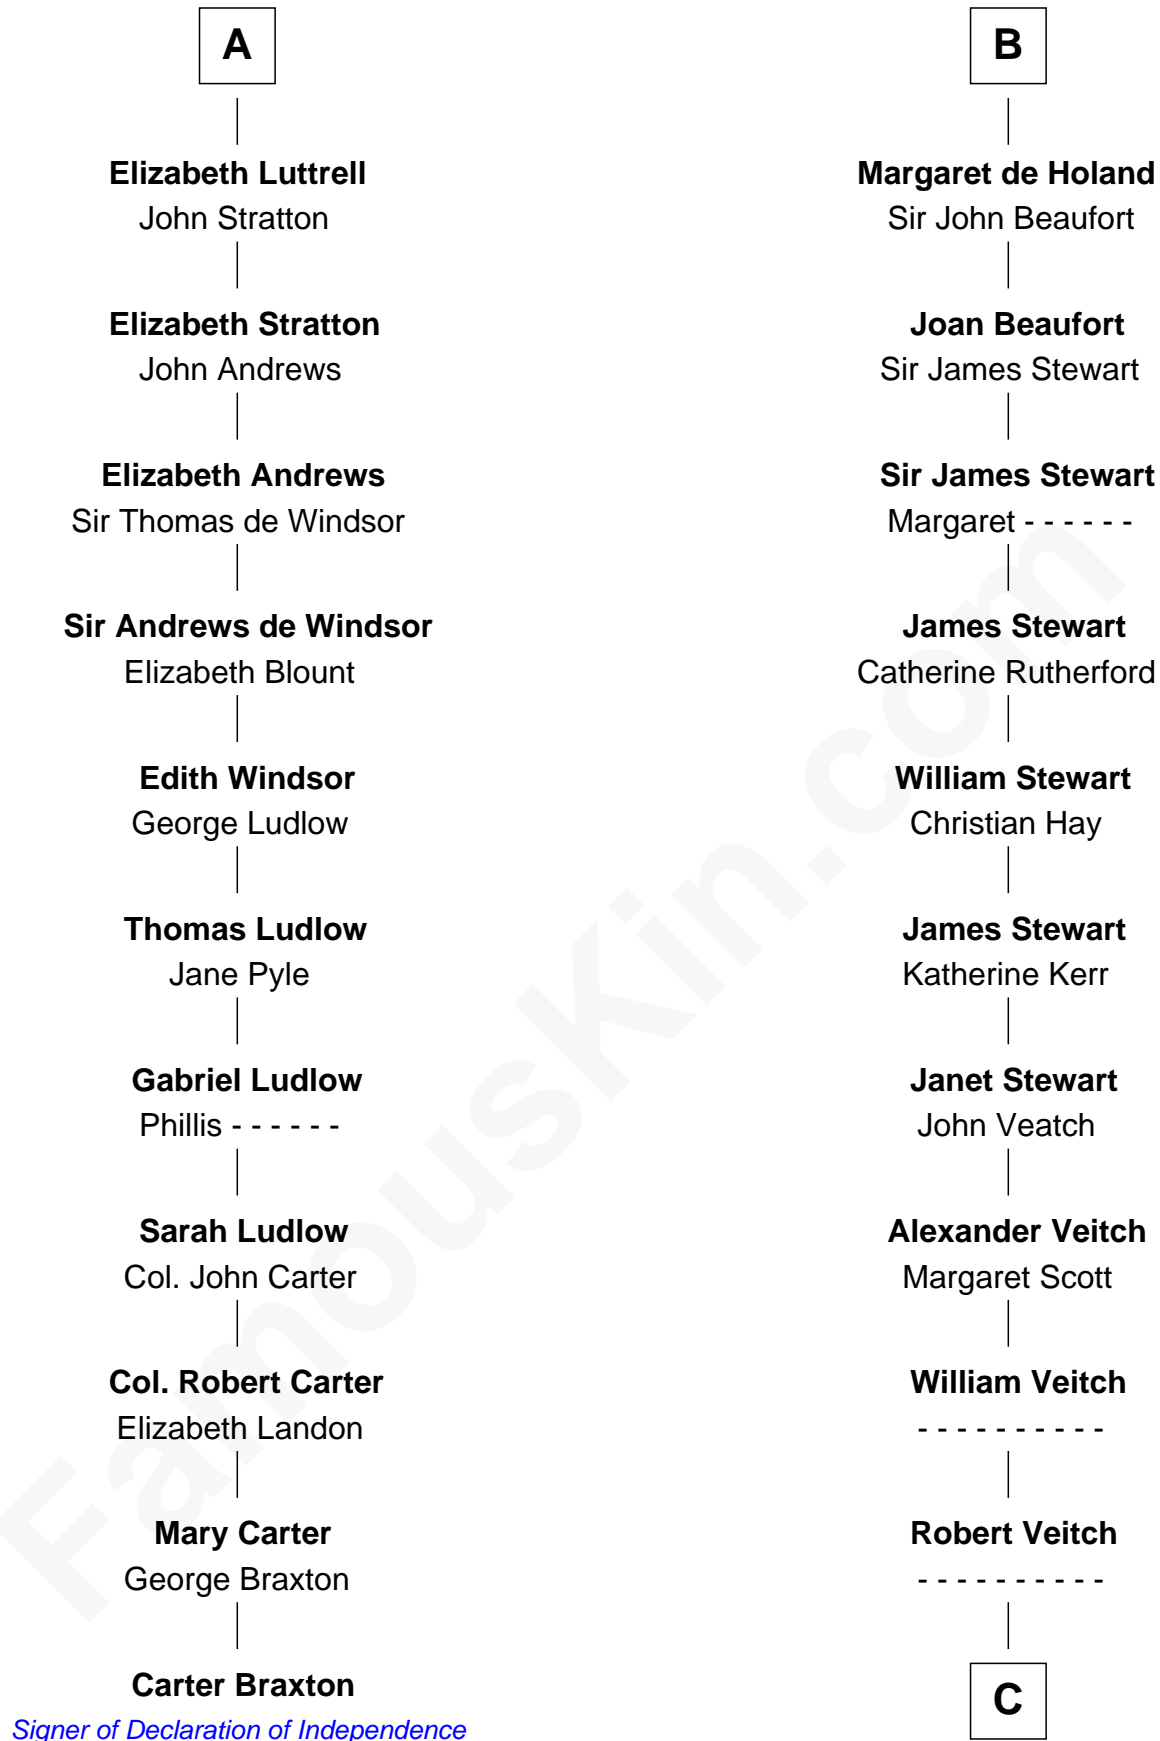 A
Elizabeth Luttrell
John Stratton
Elizabeth Stratton
John Andrews
Elizabeth Andrews
Sir Thomas de Windsor
Sir Andrews de Windsor
Elizabeth Blount
Edith Windsor
George Ludlow
Thomas Ludlow
Jane Pyle
Gabriel Ludlow
Phillis - - - - - -
Sarah Ludlow
Col. John Carter
Col. Robert Carter
Elizabeth Landon
Mary Carter
George Braxton
Carter Braxton
Signer of Declaration of Independence
B
Margaret de Holand
Sir John Beaufort
Joan Beaufort
Sir James Stewart
Sir James Stewart
Margaret - - - - - -
James Stewart
Catherine Rutherford
William Stewart
Christian Hay
James Stewart
Katherine Kerr
Janet Stewart
John Veatch
Alexander Veitch
Margaret Scott
William Veitch
- - - - - - - - - -
Robert Veitch
- - - - - - - - - -
C
FamousKin.com